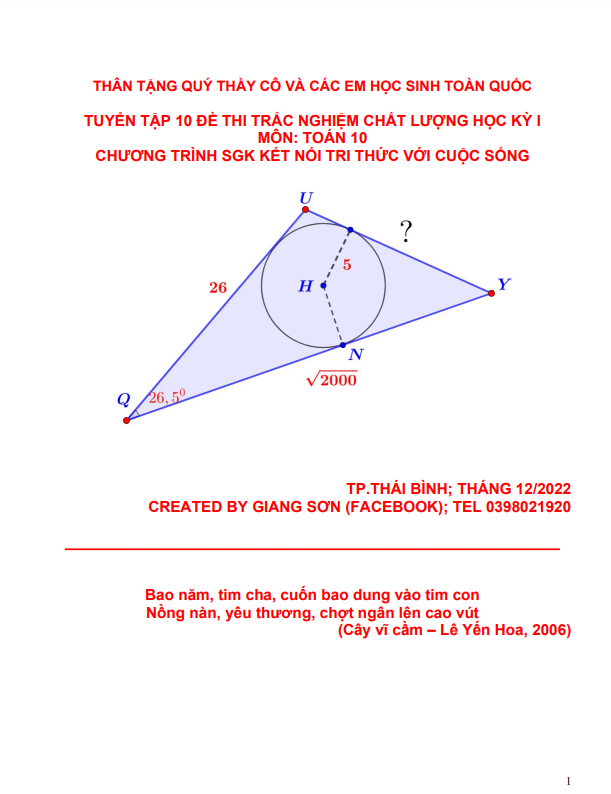 THÂN TẶNG QUÝ THẦY CÔ VÀ CÁC EM HỌC SINH TOÀN QUỐC
TUYỂN TẬP 10 ĐỀ THI TRẮC NGHIỆM CHẤT LƯỢNG HỌC KỲ I
MÔN: TOÁN 10
CHƯƠNG TRÌNH SGK KẾT NỐI TRI THỨC VỚI CUỘC SỐNG
U
?
5
26
H
Y
N
√2000
Q
26,5⁰
TP.THÁI BÌNH; THÁNG 12/2022
CREATED BY GIANG SƠN (FACEBOOK); TEL 0398021920
Bao năm, tim cha, cuốn bao dung vào tim con
Nồng nàn, yêu thương, chợt ngân lên cao vút
(Cây vĩ cầm – Lê Yến Hoa, 2006)
1